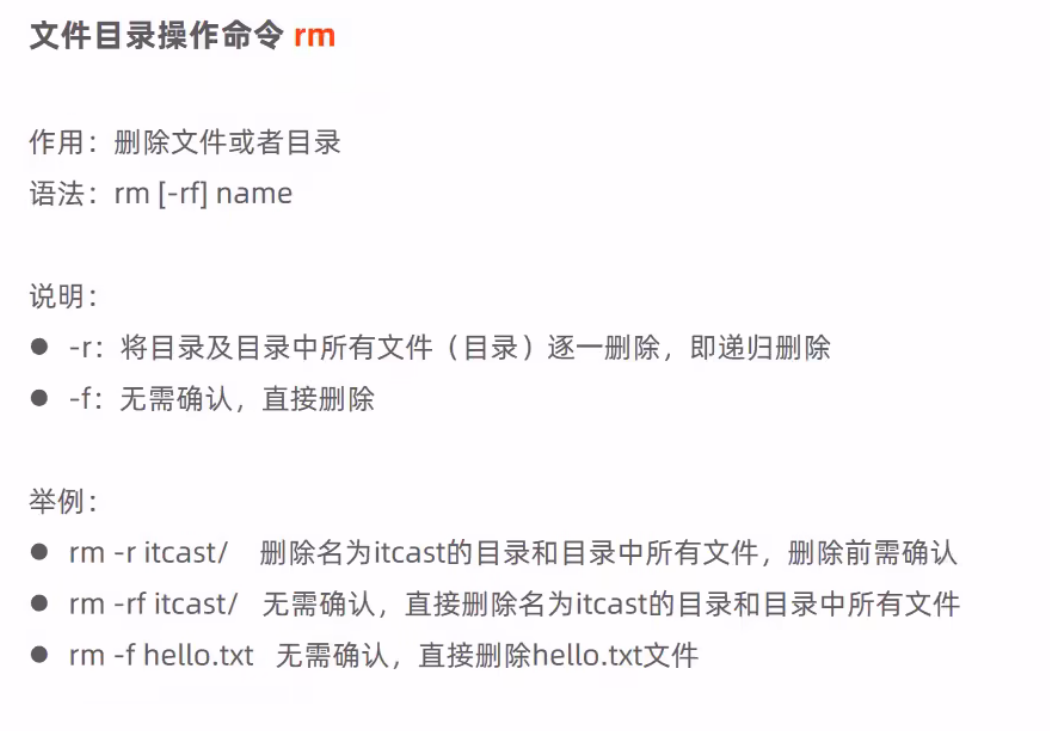 文件目录操作命令 rm
作用：删除文件或者目录
语法：rm [-rf] name
说明：
● -r：将目录及目录中所有文件（目录）逐一删除，即递归删除
● -f：无需确认，直接删除
举例：
● rm -r itcast/ 删除名为itcast的目录和目录中所有文件，删除前需确认
● rm -rf itcast/ 无需确认，直接删除名为itcast的目录和目录中所有文件
● rm -f hello.txt 无需确认，直接删除hello.txt文件